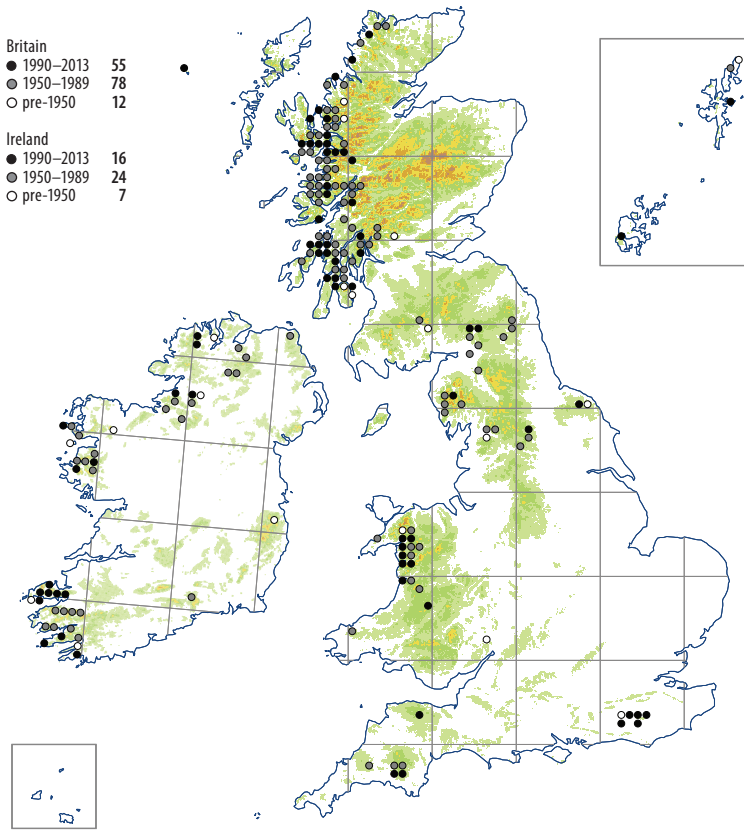 Britain
● 1990–2013 55
● 1950–1989 78
○ pre-1950 12
Ireland
● 1990–2013 16
● 1950–1989 24
○ pre-1950 7